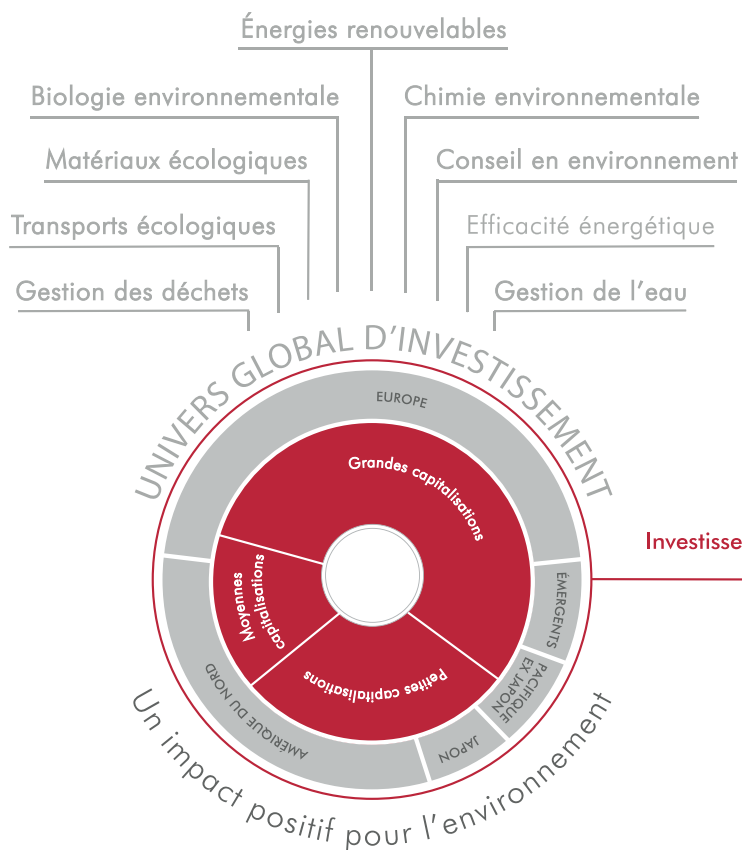 Énergies renouvelables
Biologie environnementale
Chimie environnementale
Matériaux écologiques
Conseil en environnement
Transports écologiques
Efficacité énergétique
Gestion des déchets
Gestion de l'eau
UNIVERS GLOBAL D'INVESTISSEMENT
EUROPE
Grandes capitalisations
Investisse
Moyennes
capitalisations
ÉMERGENTS
Petites capitalisations
PACIFIQUE
EX JAPON
AMÉRIQUE DU NORD
JAPON
Un impact positif pour l'environnement